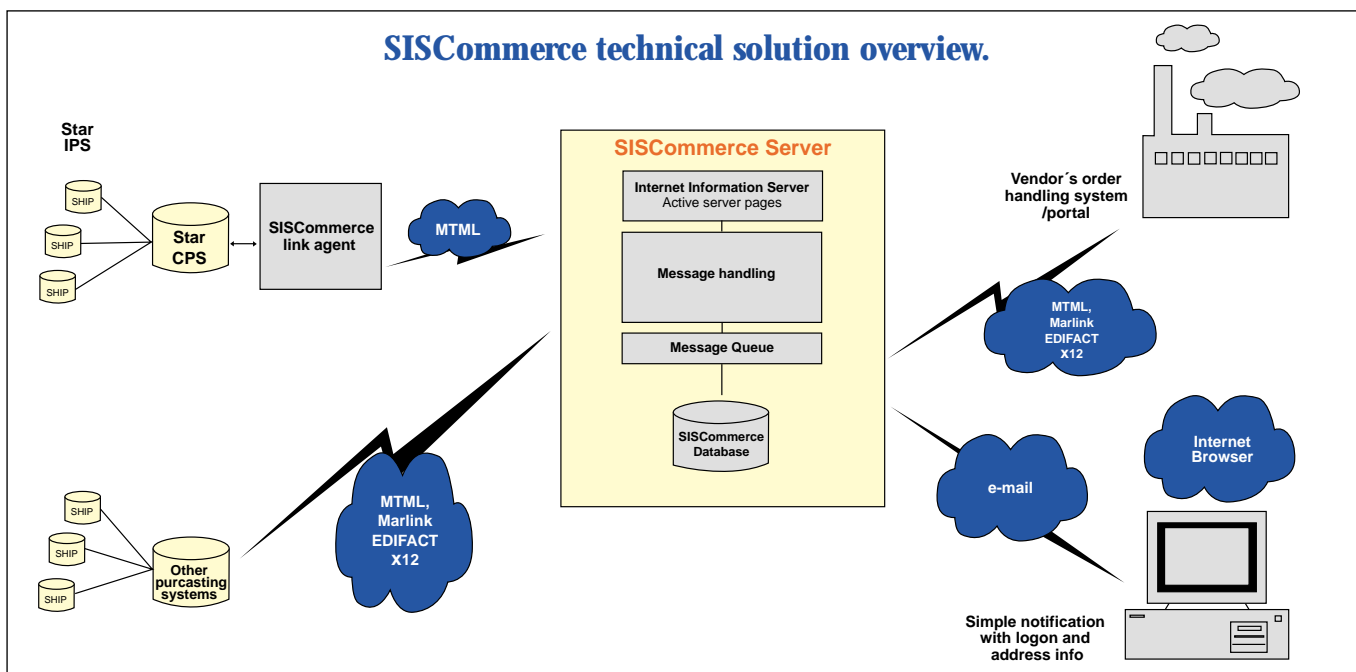 SISCommerce technical solution overview.
Star
IPS
SHIP
SHIP
SHIP
Star
CPS
SISCommerce
link agent
MTML
SISCommerce Server
Internet Information Server
Active server pages
Message handling
Message Queue
SISCommerce
Database
Vendor´s order
handling system
/portal
MTML,
Marlink
EDIFACT
X12
SHIP
SHIP
SHIP
Other
purcasting
systems
MTML,
Marlink
EDIFACT
X12
e-mail
Internet
Browser
Simple notification
with logon and
address info